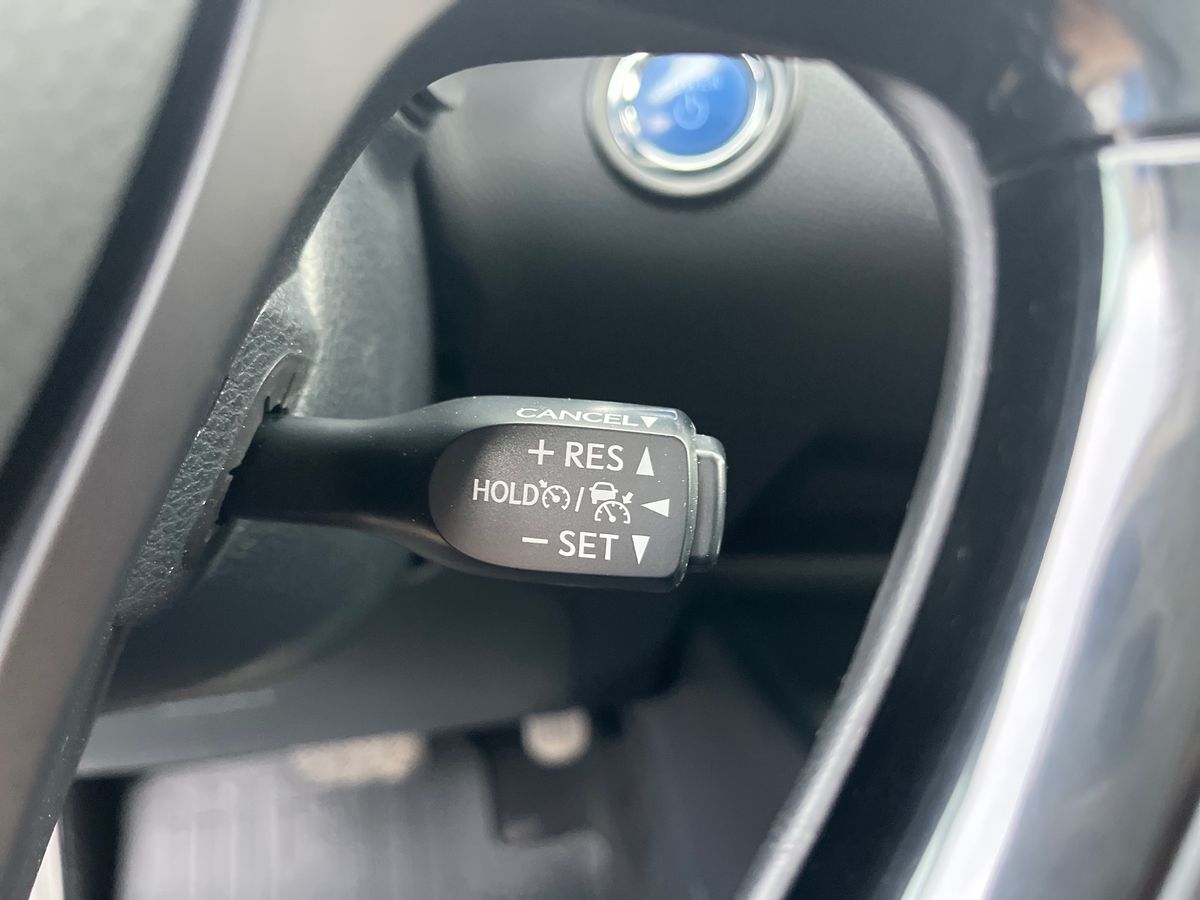 CANCEL▼
+ RES ▲
HOLD / ◀
− SET ▼